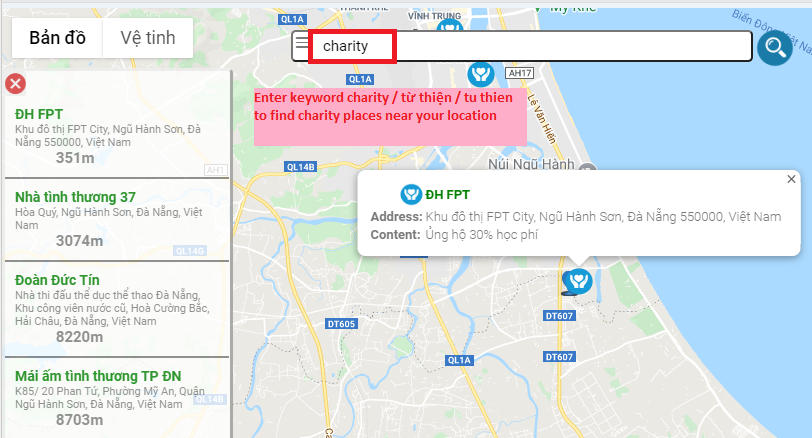 THẠNH KHÊ
VĨNH TRUNG
Mỹ Khê
QL1A
Biển Đông Việt Nam
Bản đồ
Vệ tinh
charity
QL1A
AH17
Lê Văn Hiến
Enter keyword charity / từ thiện / tu thien
to find charity places near your location
ĐH FPT
Khu đô thị FPT City, Ngũ Hành Sơn, Đà
Nẵng 550000, Việt Nam
351m
AH1
QL14B
Núi Ngũ Hành
ĐH FPT
Address: Khu đô thị FPT City, Ngũ Hành Sơn, Đà Nẵng 550000, Việt Nam
Content: Ủng hộ 30% học phí
Nhà tình thương 37
Hòa Quý, Ngũ Hành Sơn, Đà Nẵng, Việt
Nam
3074m
QL14G
Đoàn Đức Tín
Nhà thi đấu thể dục thể thao Đà Nẵng,
Khu công viên nước cũ, Hoà Cường Bắc,
Hải Châu, Đà Nẵng, Việt Nam
8220m
DT605
DT607
DT607
QL1A
Mái ấm tình thương TP ĐN
K85/ 20 Phan Tứ, Phường Mỹ An, Quận
Ngũ Hành Sơn, Đà Nẵng, Việt Nam
8703m